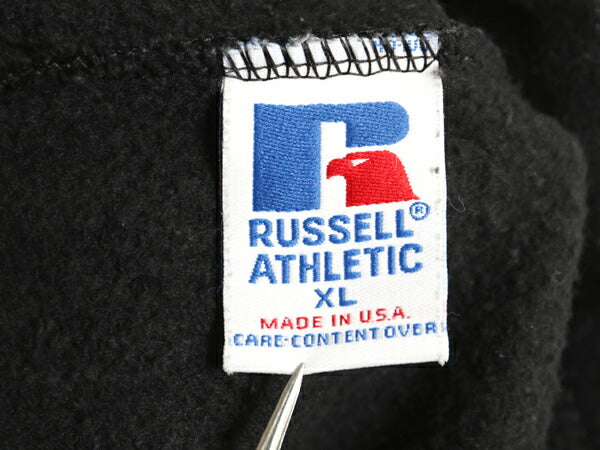 RUSSELL®
ATHLETIC
XL
MADE IN U.S.A.
CARE-CONTENT OVER